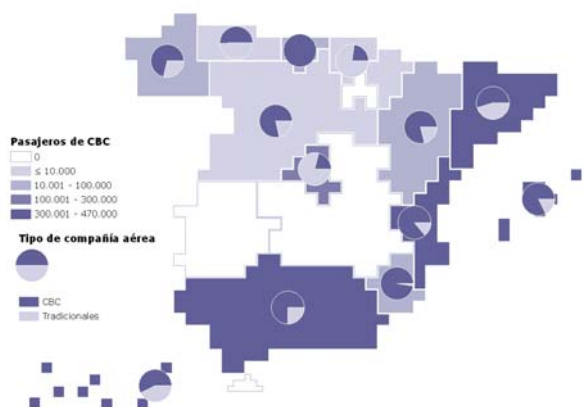 Pasajeros de CBC
0
≤ 10.000
10.001 - 100.000
100.001 - 300.000
300.001 - 470.000
Tipo de compañía aérea
CBC
Tradicionales